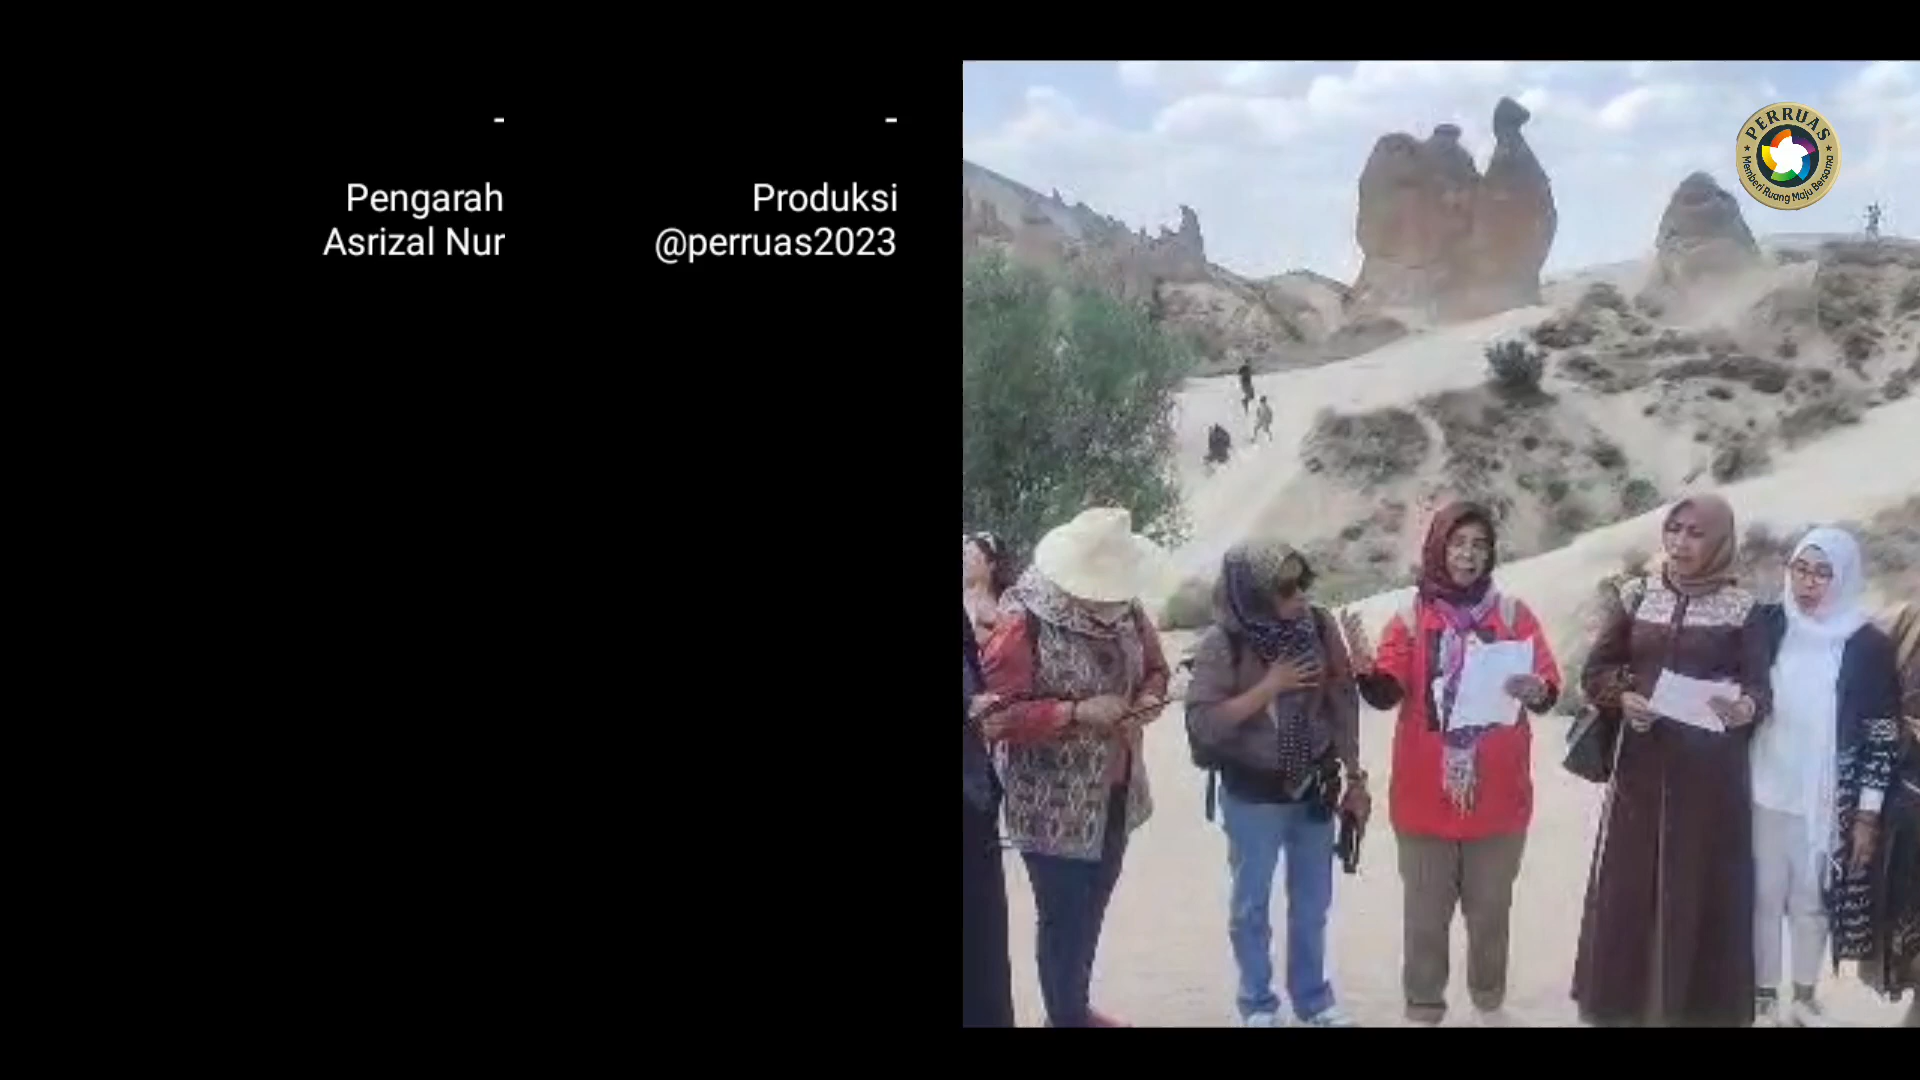 -
Pengarah
Asrizal Nur
-
Produksi
@perruas2023
PERRUAS
Memberi Ruang Maju Bersama